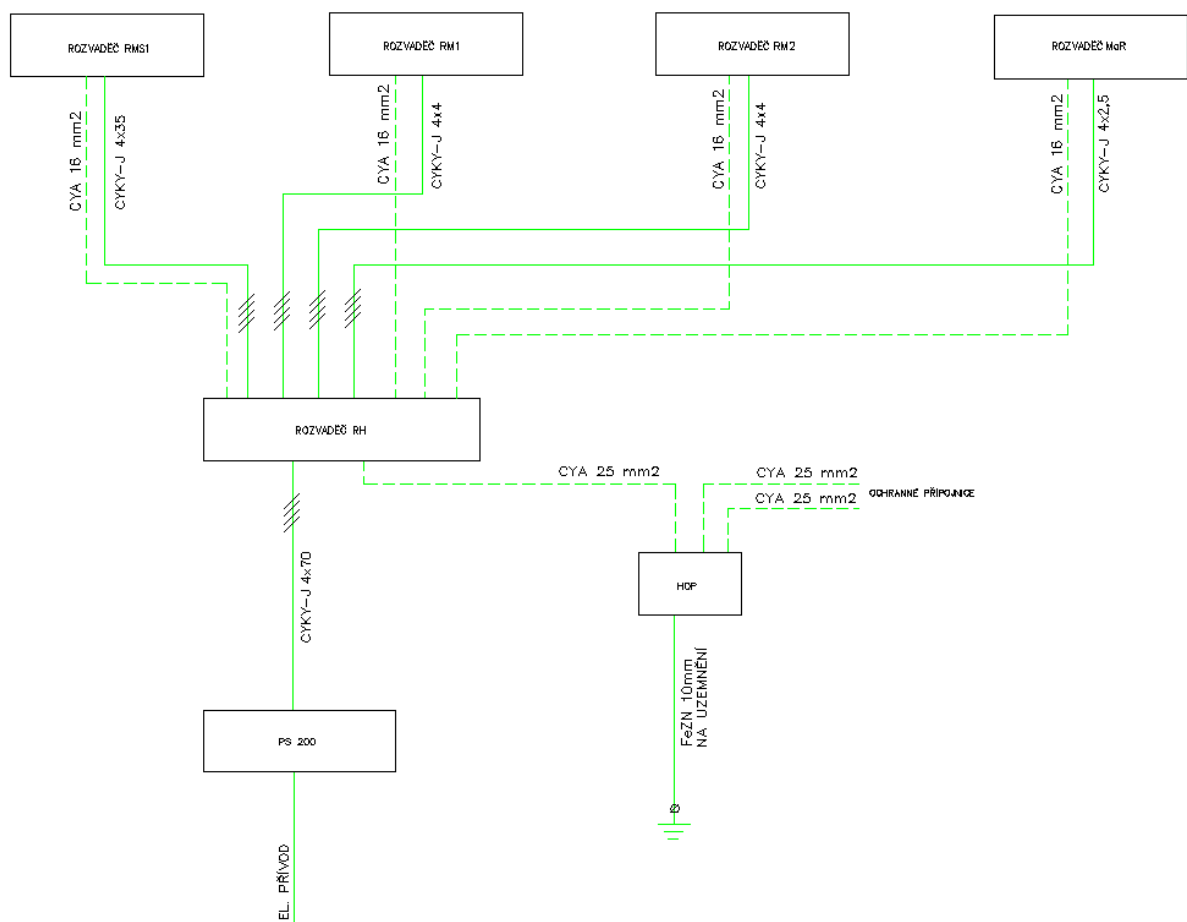 ROZVADĚČ RMS1
ROZVADĚČ RM1
ROZVADĚČ RM2
ROZVADĚČ MaR
CYA 16 mm2
CYKY-J 4x35
CYA 16 mm2
CYKY-J 4x4
CYA 16 mm2
CYKY-J 4x4
CYA 16 mm2
CYKY-J 4x2,5
ROZVADĚČ RH
CYA 25 mm2
CYA 25 mm2
CYA 25 mm2
OCHRANNÉ PŘÍPOJNICE
CYKY-J 4x70
HOP
FeZN 10mm
NA UZEMNĚNÍ
PS 200
EL. PŘÍVOD